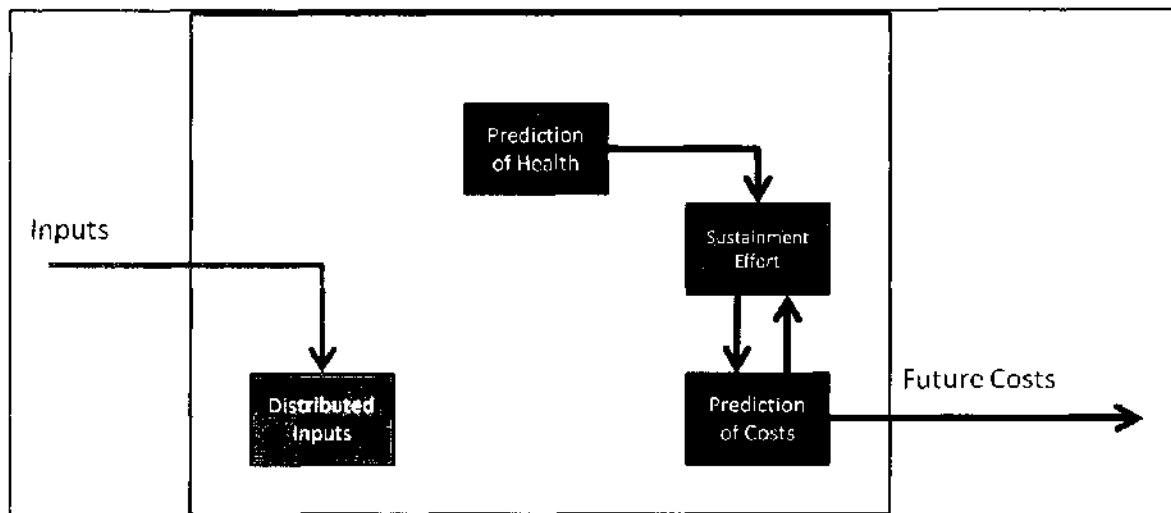 Prediction
of Health
Inputs
Sustainment
Effort
Distributed
Inputs
Prediction
of Costs
Future Costs